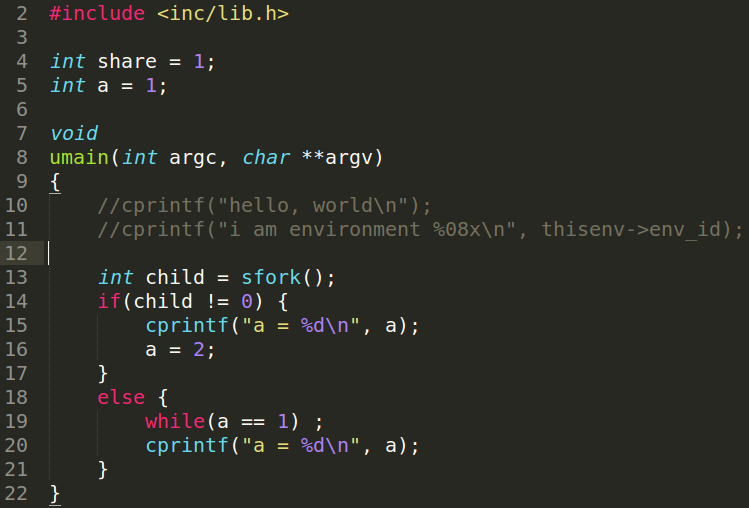 2 #include <inc/lib.h>
3
4 int share = 1;
5 int a = 1;
6
7 void
8 umain(int argc, char **argv)
9 {
10     //cprintf("hello, world\n");
11     //cprintf("i am environment %08x\n", thisenv->env_id);
12
13     int child = sfork();
14     if(child != 0) {
15         cprintf("a = %d\n", a);
16         a = 2;
17     }
18     else {
19         while(a == 1) ;
20         cprintf("a = %d\n", a);
21     }
22 }